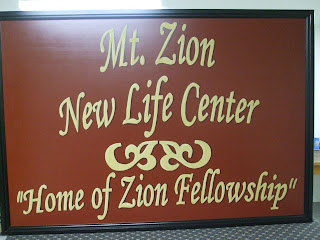 Mt. Zion
New Life Center
"Home of Zion Fellowship"